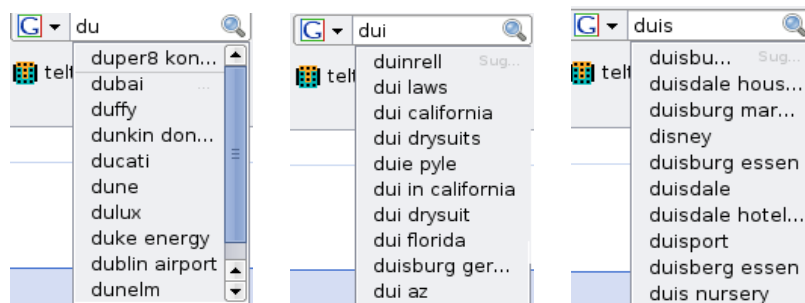 du
duper8 kon...
telt
dubai ...
duffy
dunkin don...
ducati
dune
dulux
duke energy
dublin airport
dunelm
dui
duinrell Sug...
telt
dui laws
dui california
dui drysuits
duie pyle
dui in california
dui drysuit
dui florida
duisburg ger...
dui az
duis
duisbu... Sug...
telt
duisdale hous...
duisburg mar...
disney
duisburg essen
duisdale
duisdale hotel...
duisport
duisberg essen
duis nursery